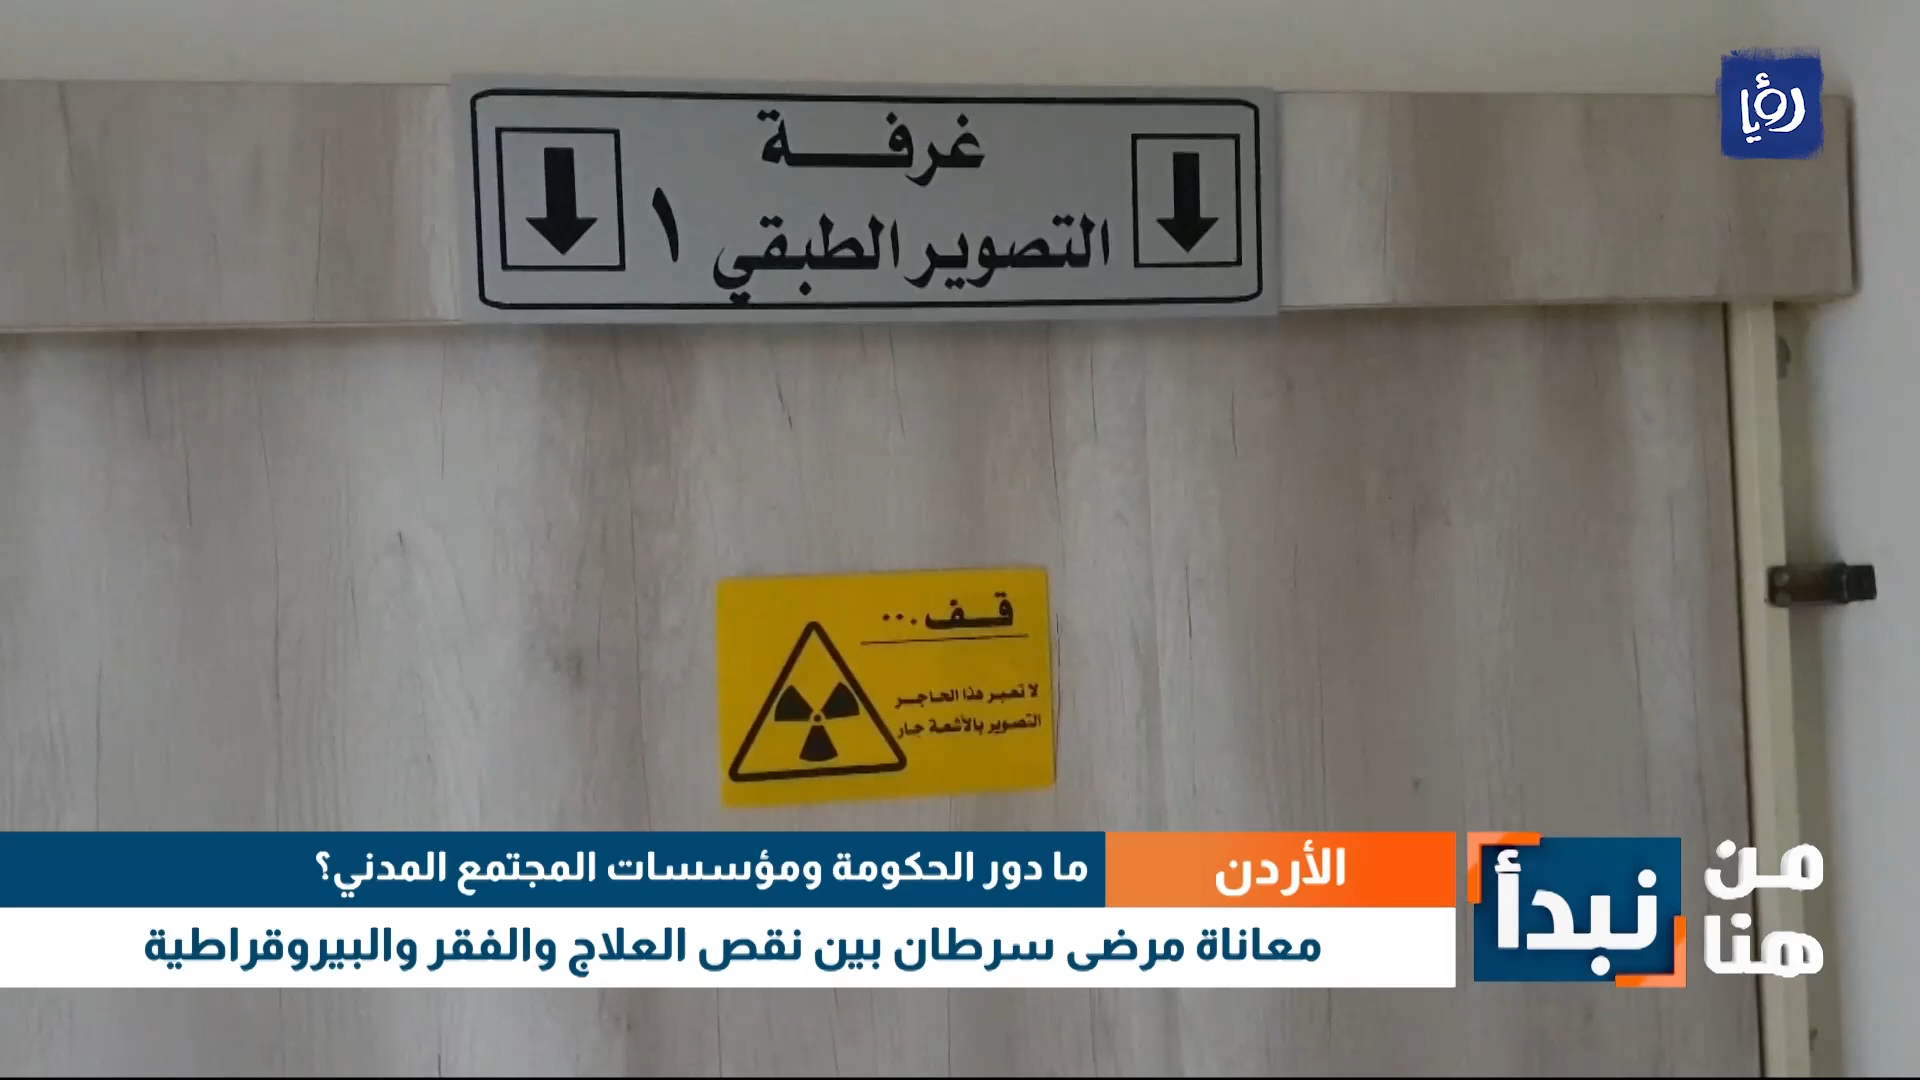 رؤيا
غرفة
التصوير الطبقي ١
قف...
لا تعبر هذا الحاجر
التصوير بالأشعة جار
الأردن
ما دور الحكومة ومؤسسات المجتمع المدني؟
معاناة مرضى سرطان بين نقص العلاج والفقر والبيروقراطية
من
هنا
نبدأ